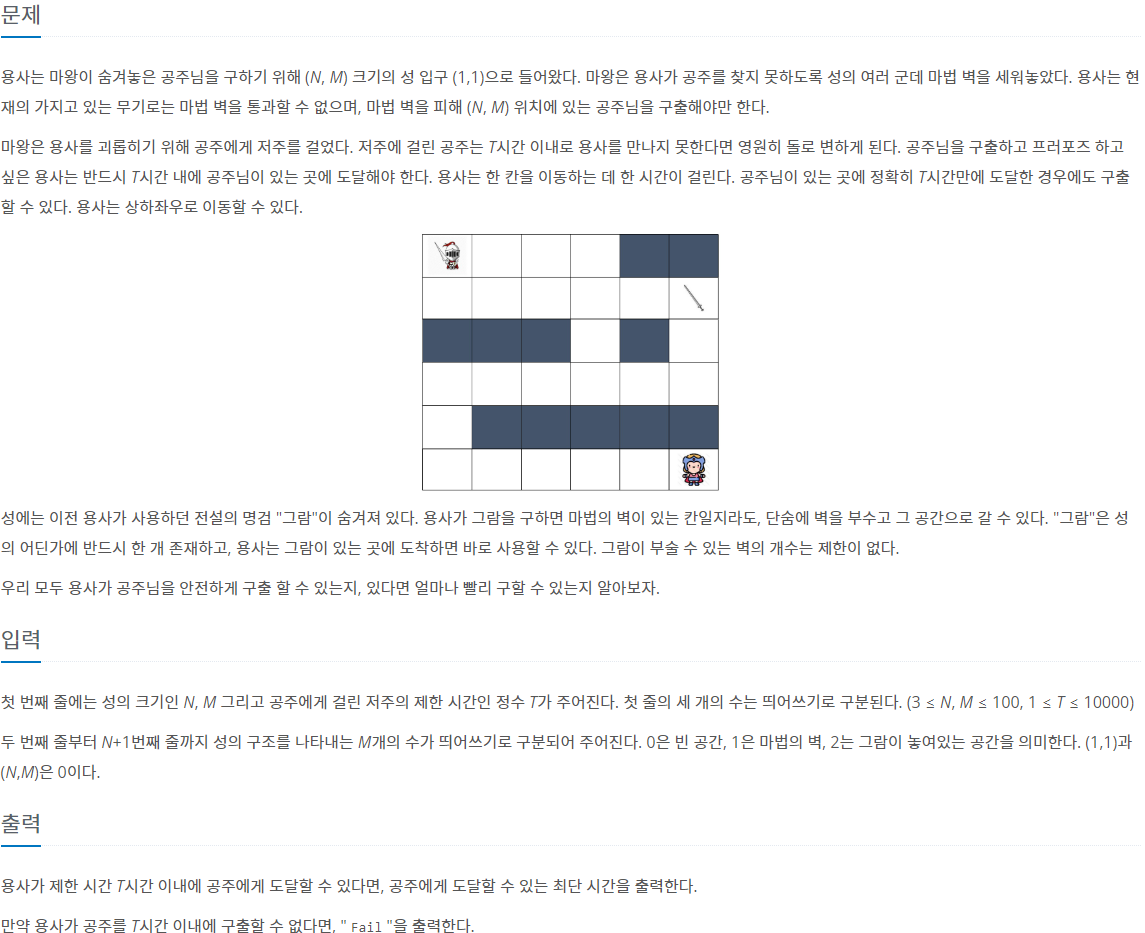 문제
용사는 마왕이 숨겨놓은 공주님을 구하기 위해 (N, M) 크기의 성 입구 (1,1)으로 들어왔다. 마왕은 용사가 공주를 찾지 못하도록 성의 여러 군데 마법 벽을 세워놓았다. 용사는 현
재의 가지고 있는 무기로는 마법 벽을 통과할 수 없으며, 마법 벽을 피해 (N, M) 위치에 있는 공주님을 구출해야만 한다.
마왕은 용사를 괴롭히기 위해 공주에게 저주를 걸었다. 저주에 걸린 공주는 T시간 이내로 용사를 만나지 못한다면 영원히 돌로 변하게 된다. 공주님을 구출하고 프러포즈 하고
싶은 용사는 반드시 T시간 내에 공주님이 있는 곳에 도달해야 한다. 용사는 한 칸을 이동하는 데 한 시간이 걸린다. 공주님이 있는 곳에 정확히 T시간만에 도달한 경우에도 구출
할 수 있다. 용사는 상하좌우로 이동할 수 있다.
성에는 이전 용사가 사용하던 전설의 명검 "그람"이 숨겨져 있다. 용사가 그람을 구하면 마법의 벽이 있는 칸일지라도, 단숨에 벽을 부수고 그 공간으로 갈 수 있다. "그람"은 성
의 어딘가에 반드시 한 개 존재하고, 용사는 그람이 있는 곳에 도착하면 바로 사용할 수 있다. 그람이 부술 수 있는 벽의 개수는 제한이 없다.
우리 모두 용사가 공주님을 안전하게 구출 할 수 있는지, 있다면 얼마나 빨리 구할 수 있는지 알아보자.
입력
첫 번째 줄에는 성의 크기인 N, M 그리고 공주에게 걸린 저주의 제한 시간인 정수 T가 주어진다. 첫 줄의 세 개의 수는 띄어쓰기로 구분된다. (3 ≤ N, M ≤ 100, 1 ≤ T ≤ 10000)
두 번째 줄부터 N+1번째 줄까지 성의 구조를 나타내는 M개의 수가 띄어쓰기로 구분되어 주어진다. 0은 빈 공간, 1은 마법의 벽, 2는 그람이 놓여있는 공간을 의미한다. (1,1)과
(N,M)은 0이다.
출력
용사가 제한 시간 T시간 이내에 공주에게 도달할 수 있다면, 공주에게 도달할 수 있는 최단 시간을 출력한다.
만약 용사가 공주를 T시간 이내에 구출할 수 없다면, "Fail"을 출력한다.